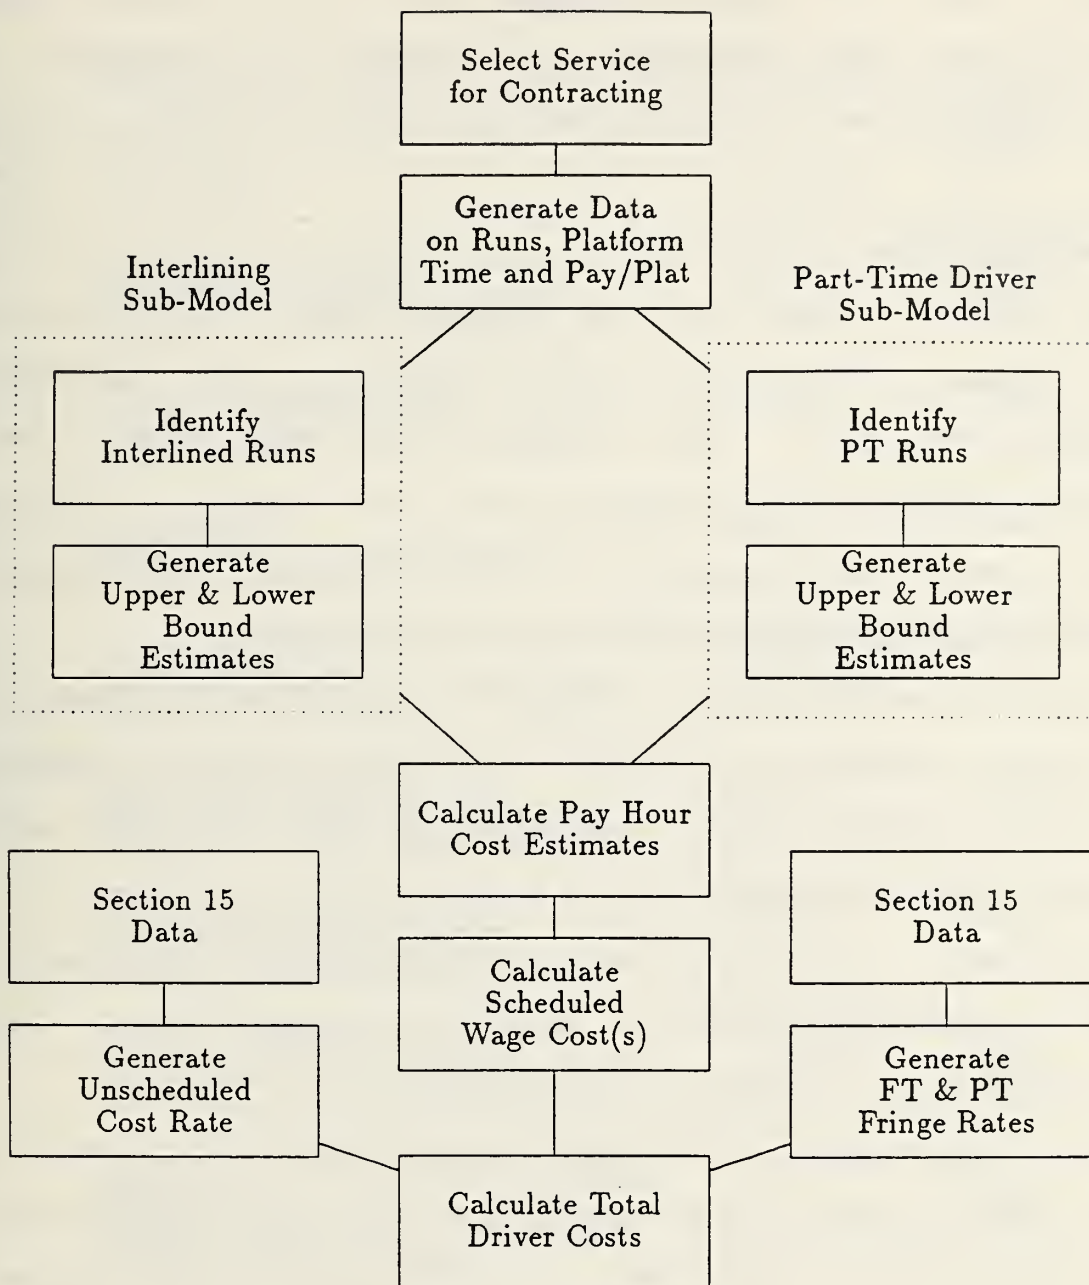 Select Service
for Contracting
Generate Data
on Runs, Platform
Time and Pay/Plat
Interlining
Sub-Model
Part-Time Driver
Sub-Model
Identify
Interlined Runs
Identify
PT Runs
Generate
Upper & Lower
Bound
Estimates
Generate
Upper & Lower
Bound
Estimates
Calculate Pay Hour
Cost Estimates
Section 15
Data
Section 15
Data
Calculate
Scheduled
Wage Cost(s)
Generate
Unscheduled
Cost Rate
Generate
FT & PT
Fringe Rates
Calculate Total
Driver Costs